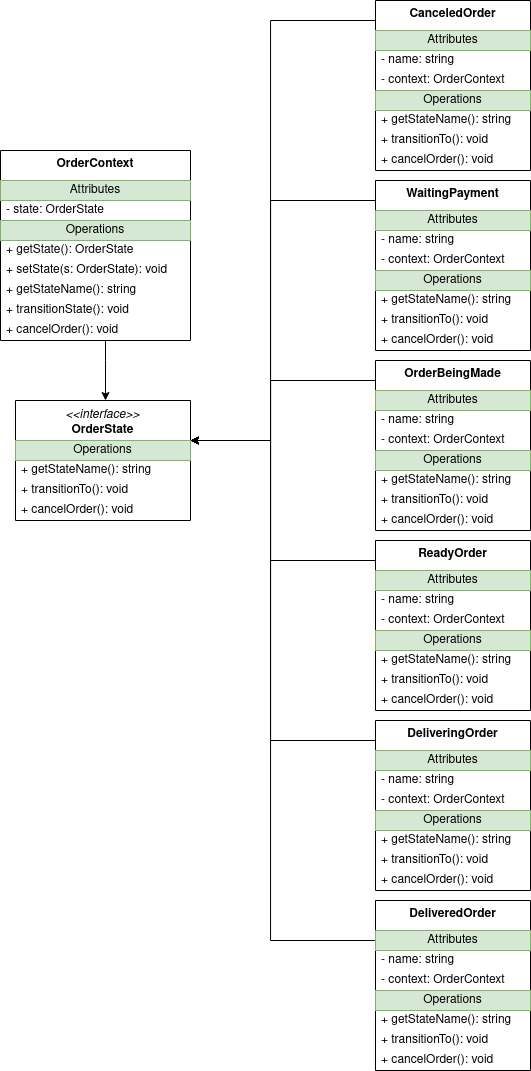 OrderContext
Attributes
- state: OrderState
Operations
+ getState(): OrderState
+ setState(s: OrderState): void
+ getStateName(): string
+ transitionState(): void
+ cancelOrder(): void
<<interface>>
OrderState
Operations
+ getStateName(): string
+ transitionTo(): void
+ cancelOrder(): void
CanceledOrder
Attributes
- name: string
- context: OrderContext
Operations
+ getStateName(): string
+ transitionTo(): void
+ cancelOrder(): void
WaitingPayment
Attributes
- name: string
- context: OrderContext
Operations
+ getStateName(): string
+ transitionTo(): void
+ cancelOrder(): void
OrderBeingMade
Attributes
- name: string
- context: OrderContext
Operations
+ getStateName(): string
+ transitionTo(): void
+ cancelOrder(): void
ReadyOrder
Attributes
- name: string
- context: OrderContext
Operations
+ getStateName(): string
+ transitionTo(): void
+ cancelOrder(): void
DeliveringOrder
Attributes
- name: string
- context: OrderContext
Operations
+ getStateName(): string
+ transitionTo(): void
+ cancelOrder(): void
DeliveredOrder
Attributes
- name: string
- context: OrderContext
Operations
+ getStateName(): string
+ transitionTo(): void
+ cancelOrder(): void